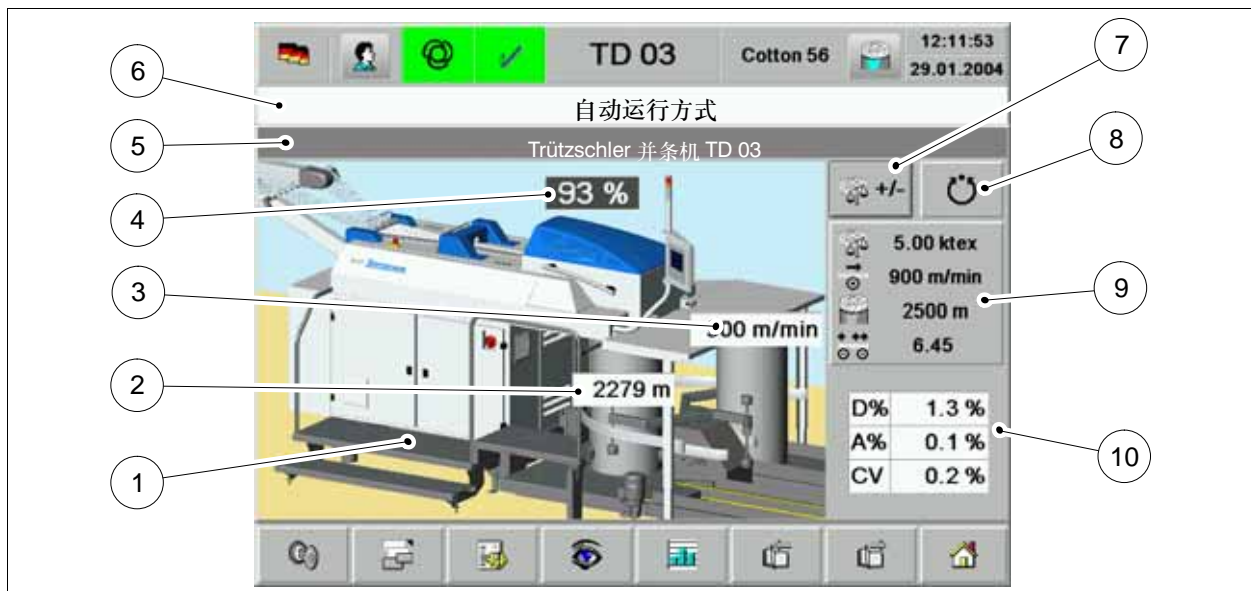 TD 03 Cotton 56 12:11:53
29.01.2004
自动运行方式
Trützschler 并条机 TD 03
93 %
+/-
5.00 ktex
900 m/min
2500 m
6.45
00 m/min
2279 m
D% 1.3 %
A% 0.1 %
CV 0.2 %
6
5
4
3
2
1
7
8
9
10